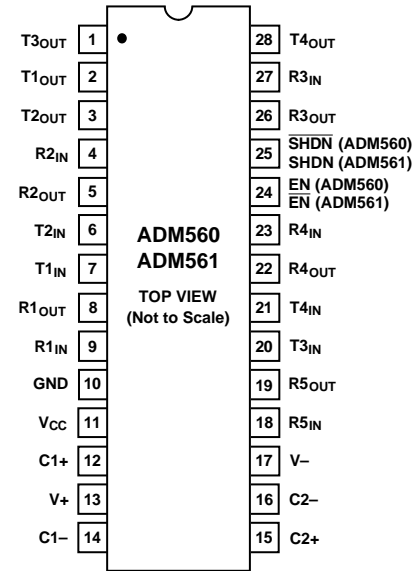 T3OUT 1 28 T4OUT
T1OUT 2 27 R3IN
T2OUT 3 26 R3OUT
R2IN 4 25 SHDN (ADM560)
SHDN (ADM561)
R2OUT 5 24 EN (ADM560)
EN (ADM561)
T2IN 6 23 R4IN
ADM560
T1IN 7 22 R4OUT
ADM561
R1OUT 8 21 T4IN
TOP VIEW
(Not to Scale)
R1IN 9 20 T3IN
GND 10 19 R5OUT
VCC 11 18 R5IN
C1+ 12 17 V–
V+ 13 16 C2–
C1– 14 15 C2+